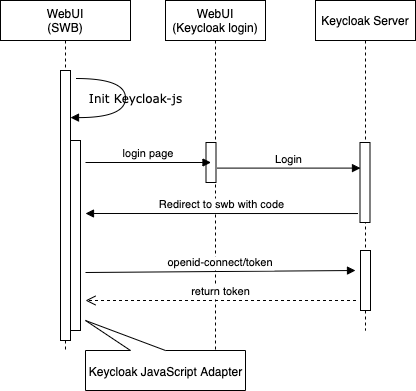 WebUI
(SWB)
WebUI
(Keycloak login)
Keycloak Server
Init Keycloak-js
login page
Login
Redirect to swb with code
openid-connect/token
return token
Keycloak JavaScript Adapter